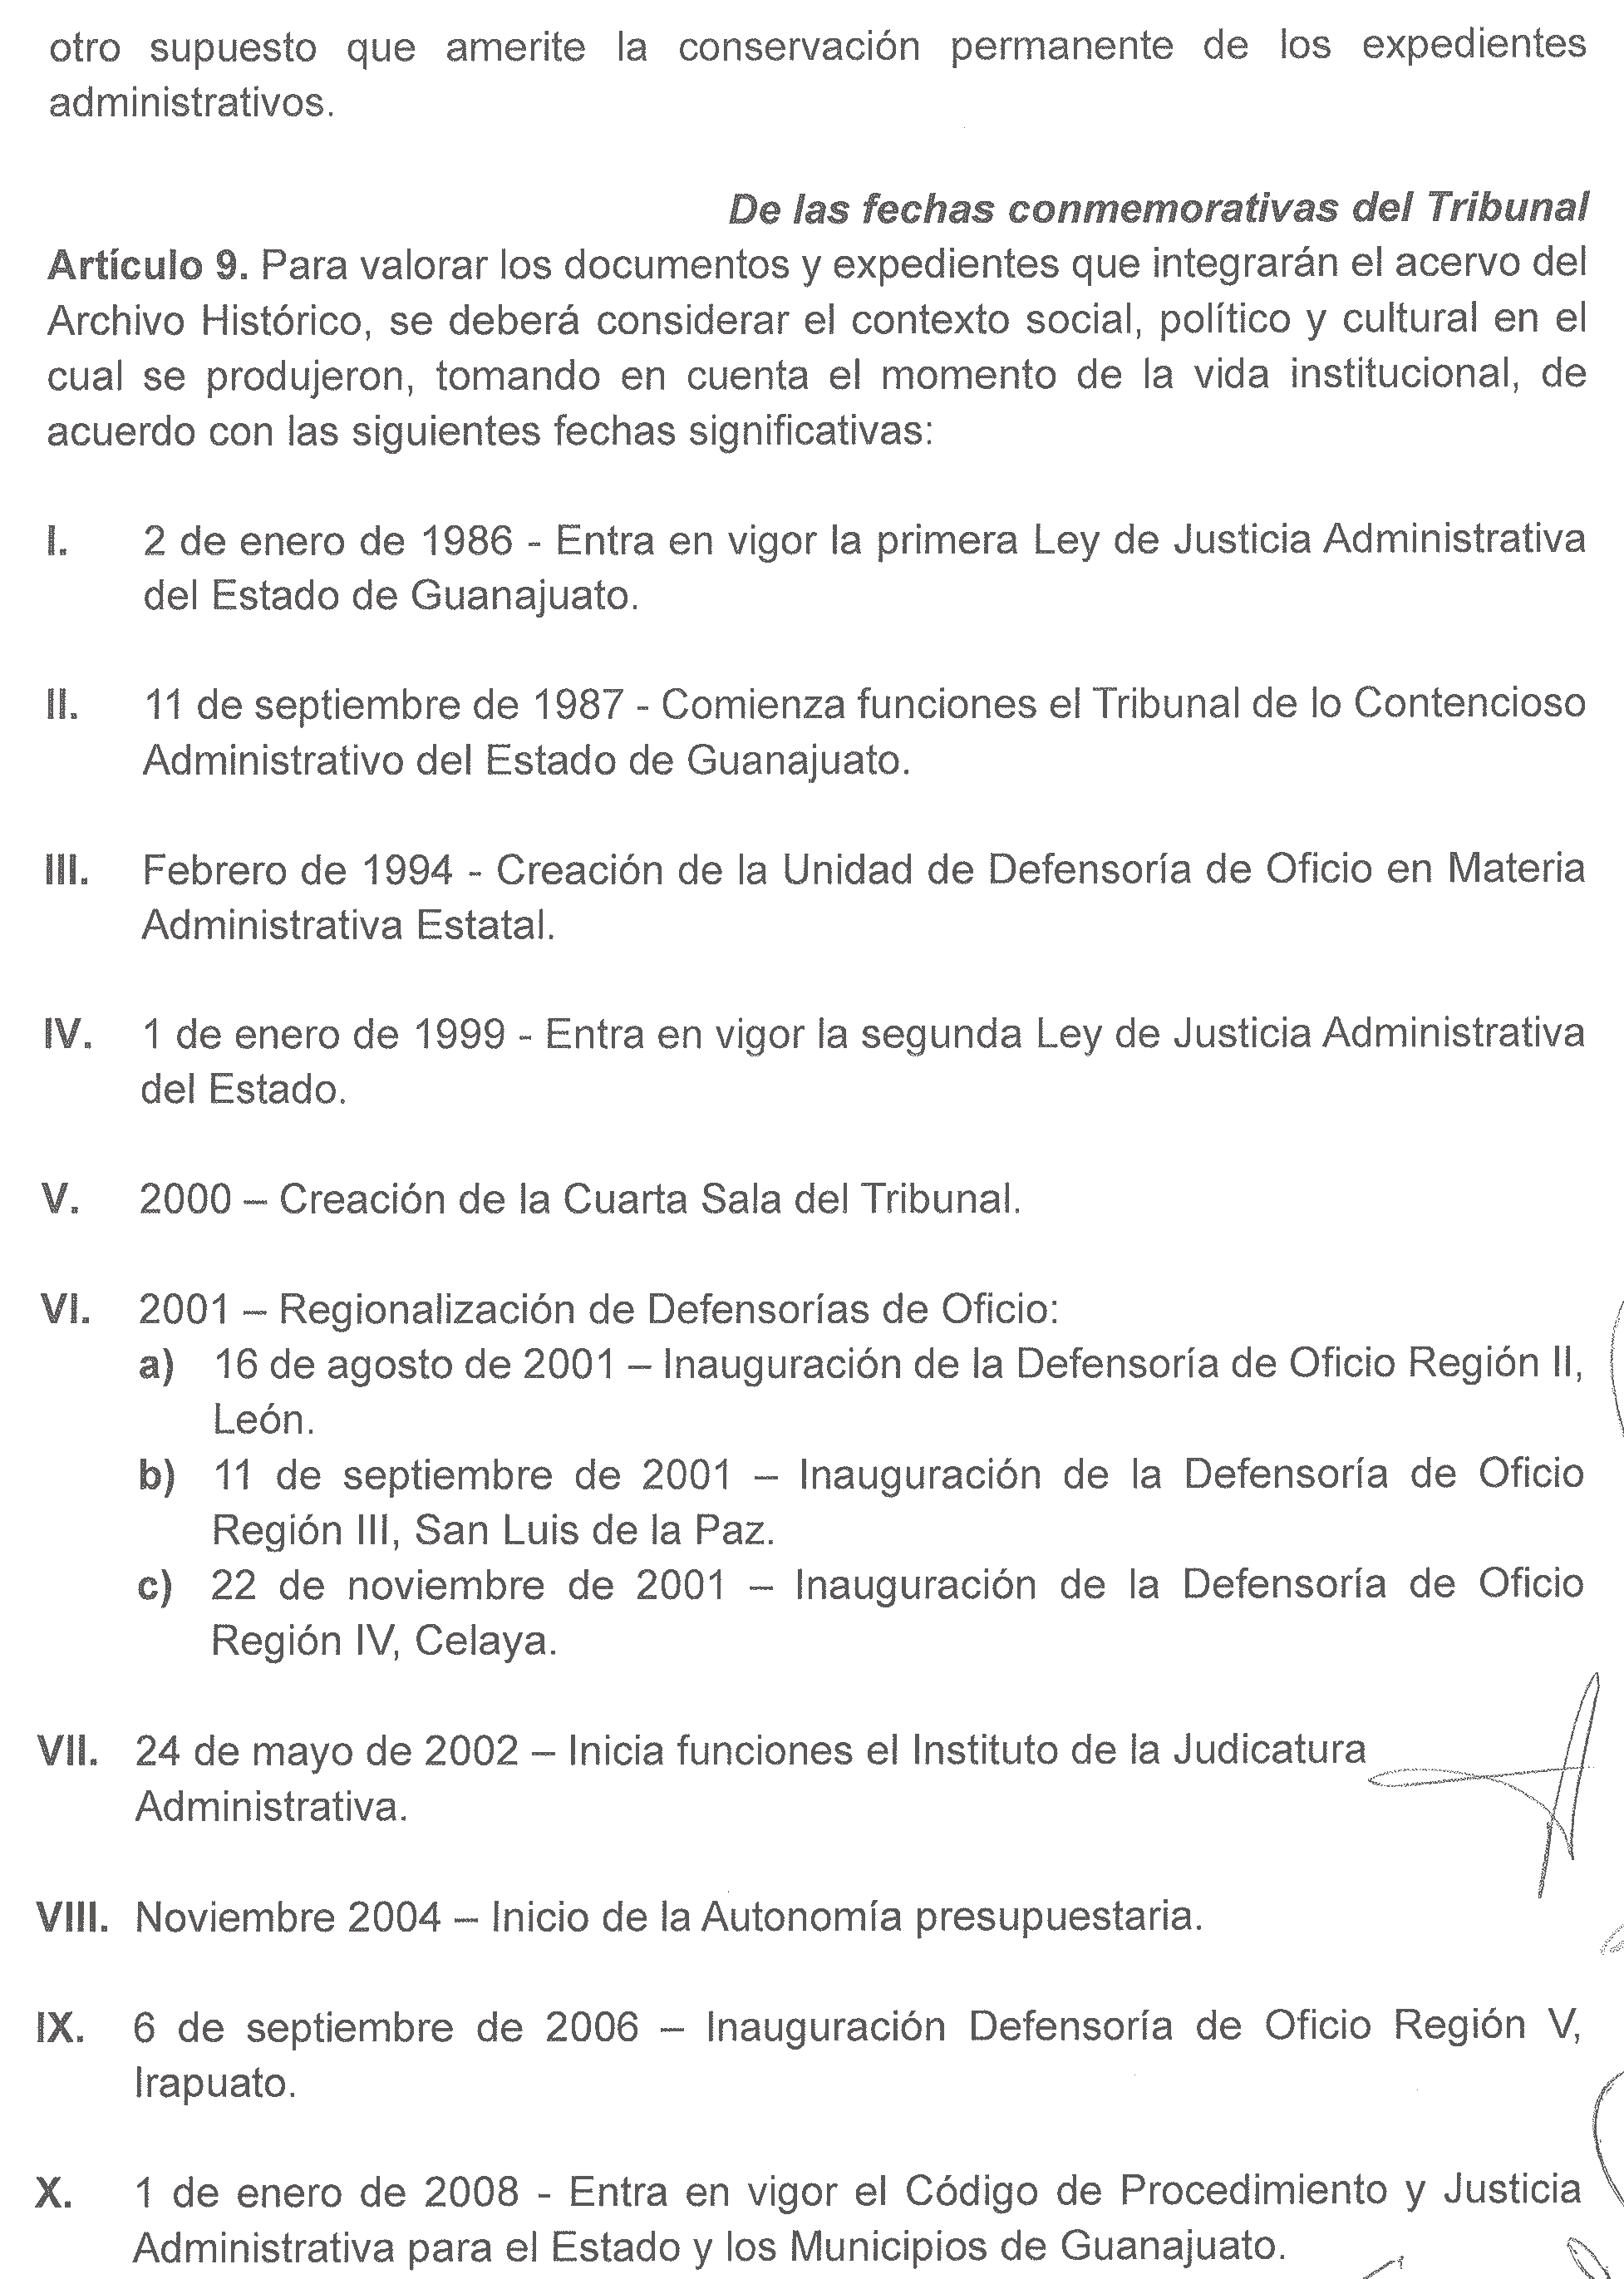 otro supuesto que amerite la conservación permanente de los expedientes
administrativos.
De las fechas conmemorativas del Tribunal
Artículo 9. Para valorar los documentos y expedientes que integrarán el acervo del
Archivo Histórico, se deberá considerar el contexto social, político y cultural en el
cual se produjeron, tomando en cuenta el momento de la vida institucional, de
acuerdo con las siguientes fechas significativas:
I. 2 de enero de 1986 - Entra en vigor la primera Ley de Justicia Administrativa
del Estado de Guanajuato.
II. 11 de septiembre de 1987 - Comienza funciones el Tribunal de lo Contencioso
Administrativo del Estado de Guanajuato.
III. Febrero de 1994 - Creación de la Unidad de Defensoría de Oficio en Materia
Administrativa Estatal.
IV. 1 de enero de 1999 - Entra en vigor la segunda Ley de Justicia Administrativa
del Estado.
V. 2000 – Creación de la Cuarta Sala del Tribunal.
VI. 2001 – Regionalización de Defensorías de Oficio:
a) 16 de agosto de 2001 – Inauguración de la Defensoría de Oficio Región II,
León.
b) 11 de septiembre de 2001 – Inauguración de la Defensoría de Oficio
Región III, San Luis de la Paz.
c) 22 de noviembre de 2001 – Inauguración de la Defensoría de Oficio
Región IV, Celaya.
VII. 24 de mayo de 2002 – Inicia funciones el Instituto de la Judicatura
Administrativa.
VIII. Noviembre 2004 – Inicio de la Autonomía presupuestaria.
IX. 6 de septiembre de 2006 – Inauguración Defensoría de Oficio Región V,
Irapuato.
X. 1 de enero de 2008 - Entra en vigor el Código de Procedimiento y Justicia
Administrativa para el Estado y los Municipios de Guanajuato.